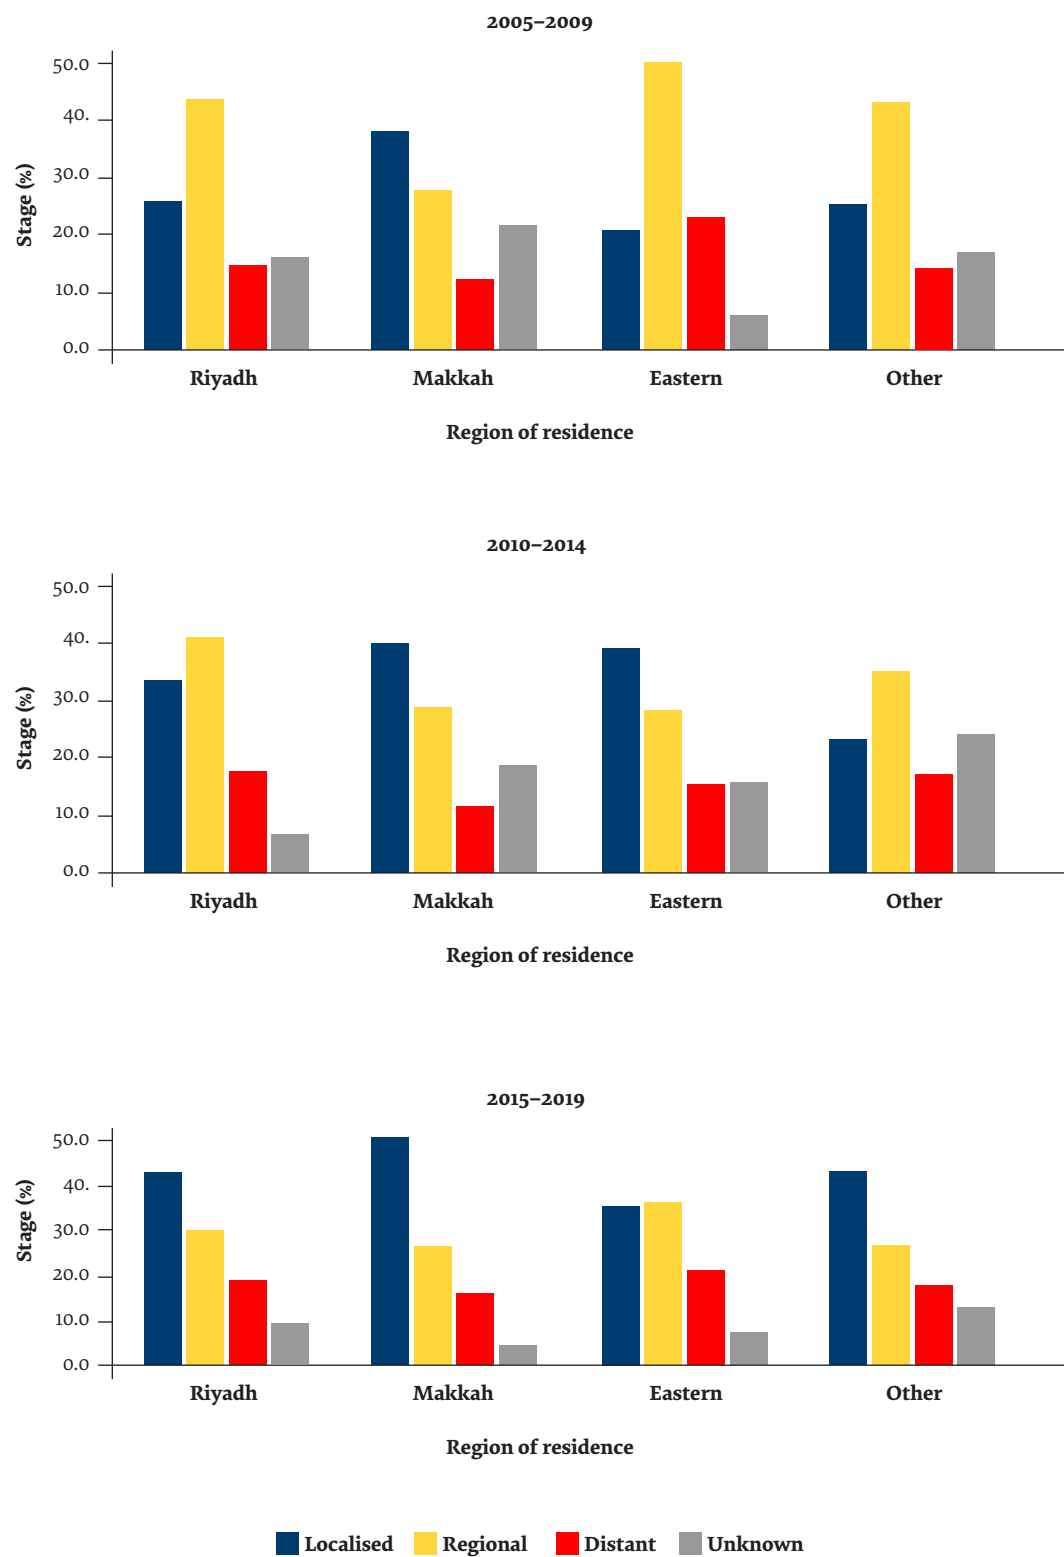 2005–2009
50.0
40.
30.0
20.0
10.0
0.0
Stage (%)
Riyadh Makkah Eastern Other
Region of residence
2010–2014
50.0
40.
30.0
20.0
10.0
0.0
Stage (%)
Riyadh Makkah Eastern Other
Region of residence
2015–2019
50.0
40.
30.0
20.0
10.0
0.0
Stage (%)
Riyadh Makkah Eastern Other
Region of residence
Localised Regional Distant Unknown